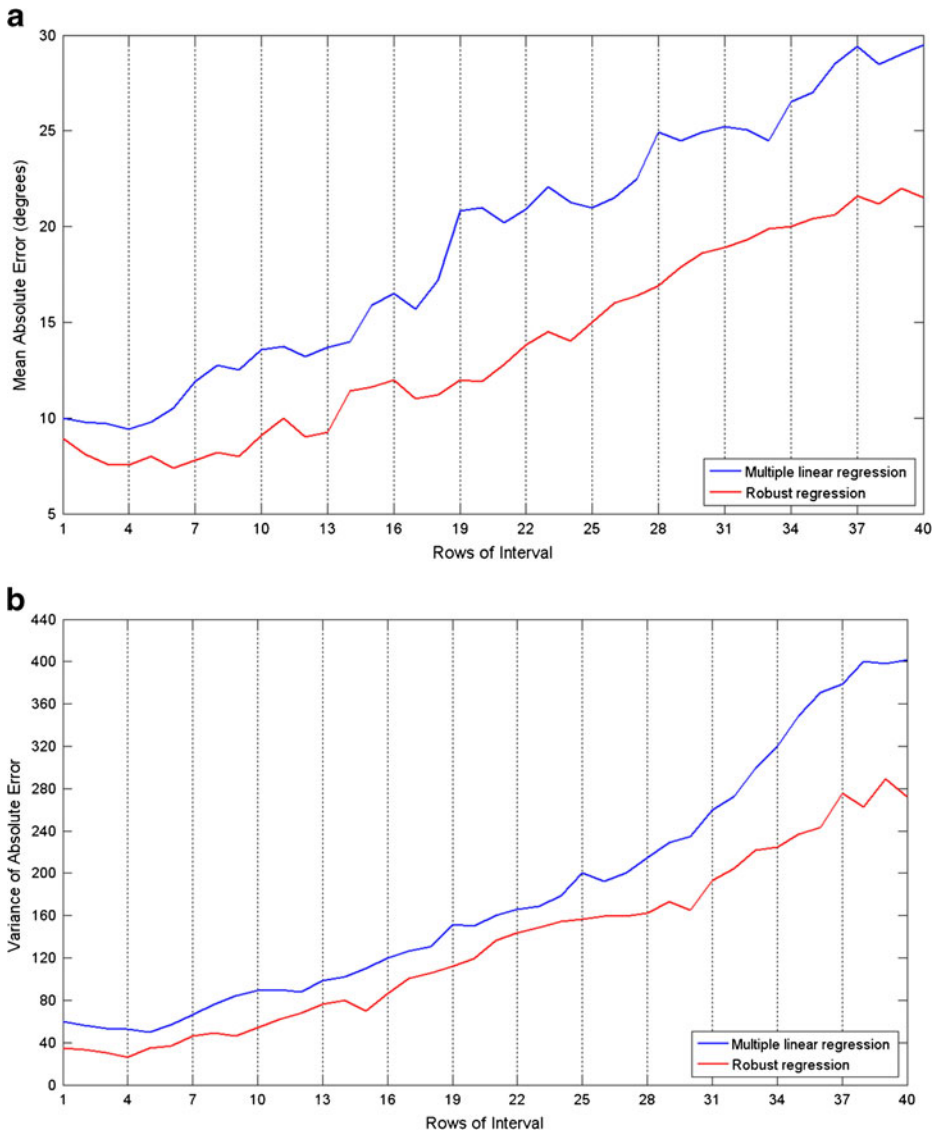 a
30
25
20
15
10
5
Mean Absolute Error (degrees)
Multiple linear regression
Robust regression
1 4 7 10 13 16 19 22 25 28 31 34 37 40
Rows of Interval
b
440
400
360
320
280
240
200
160
120
80
40
0
Variance of Absolute Error
Multiple linear regression
Robust regression
1 4 7 10 13 16 19 22 25 28 31 34 37 40
Rows of Interval